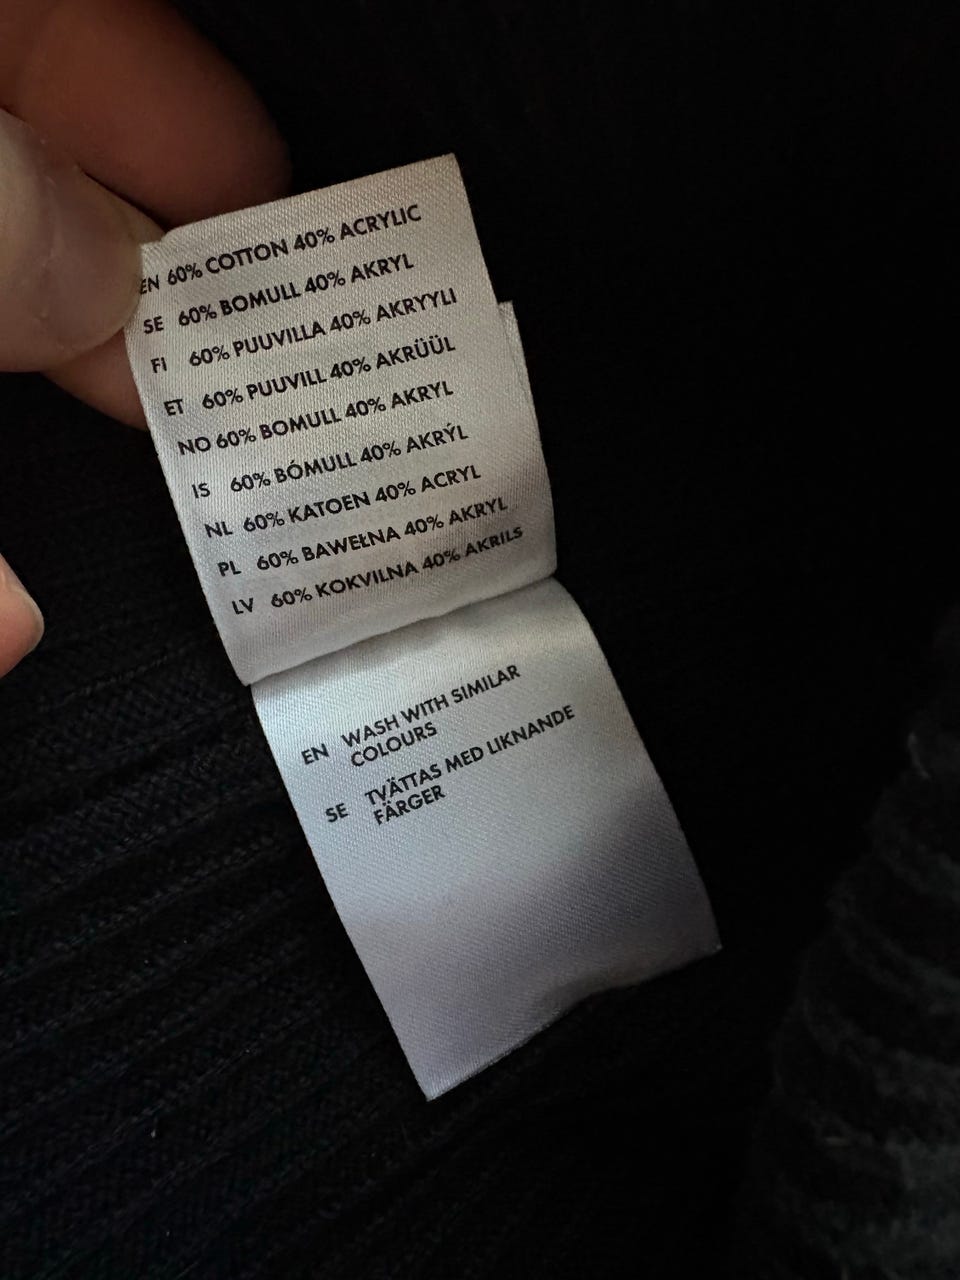 EN 60% COTTON 40% ACRYLIC
SE 60% BOMULL 40% AKRYL
FI 60% PUUVILLA 40% AKRYYLI
ET 60% PUUVILL 40% AKRÜÜL
NO 60% BOMULL 40% AKRYL
IS 60% BÓMULL 40% AKRÝL
NL 60% KATOEN 40% ACRYL
PL 60% BAWEŁNA 40% AKRYL
LV 60% KOKVILNA 40% AKRILS
EN WASH WITH SIMILAR
COLOURS
SE TVÄTTAS MED LIKNANDE
FÄRGER